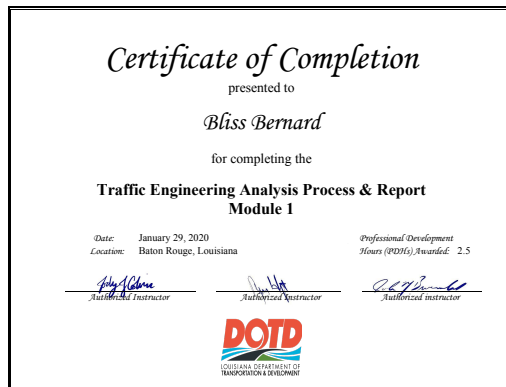 Certificate of Completion
presented to
Bliss Bernard
for completing the
Traffic Engineering Analysis Process & Report
Module 1
Date: January 29, 2020
Location: Baton Rouge, Louisiana
Professional Development
Hours (PDHs) Awarded: 2.5
Authorized Instructor
Authorized Instructor
Authorized instructor
DOTD
LOUISIANA DEPARTMENT OF
TRANSPORTATION & DEVELOPMENT